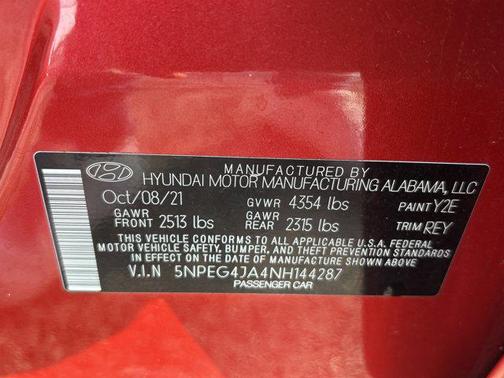 MANUFACTURED BY
HYUNDAI MOTOR MANUFACTURING ALABAMA, LLC
Oct/08/21 GVWR 4354 lbs PAINT Y2E
GAWR GAWR
FRONT 2513 lbs REAR 2315 lbs TRIM REY
THIS VEHICLE CONFORMS TO ALL APPLICABLE U.S.A. FEDERAL
MOTOR VEHICLE SAFETY, BUMPER, AND THEFT PREVENTION STANDARDS
IN EFFECT ON THE DATE OF MANUFACTURE SHOWN ABOVE
V.I.N 5NPEG4JA4NH144287
PASSENGER CAR